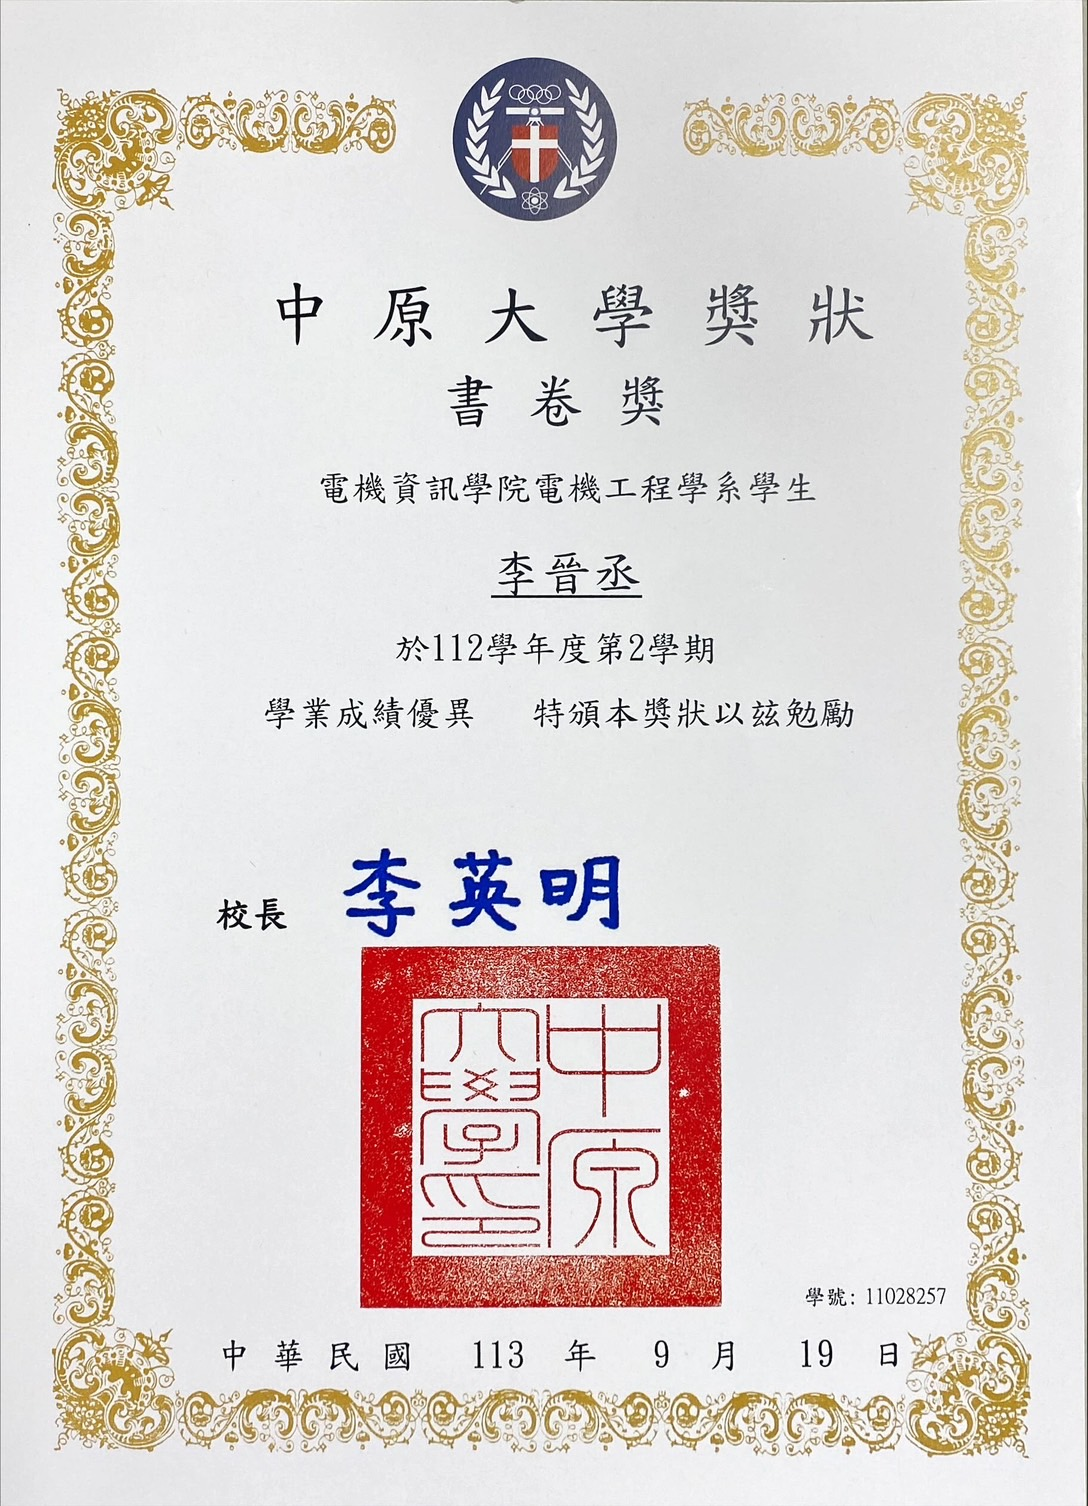 中原大學獎狀
書卷獎
電機資訊學院電機工程學系學生
李晉丞
於112學年度第2學期
學業成績優異 特頒本獎狀以茲勉勵
校長 李英明
中原大學印
學號: 11028257
中華民國 113 年 9 月 19 日